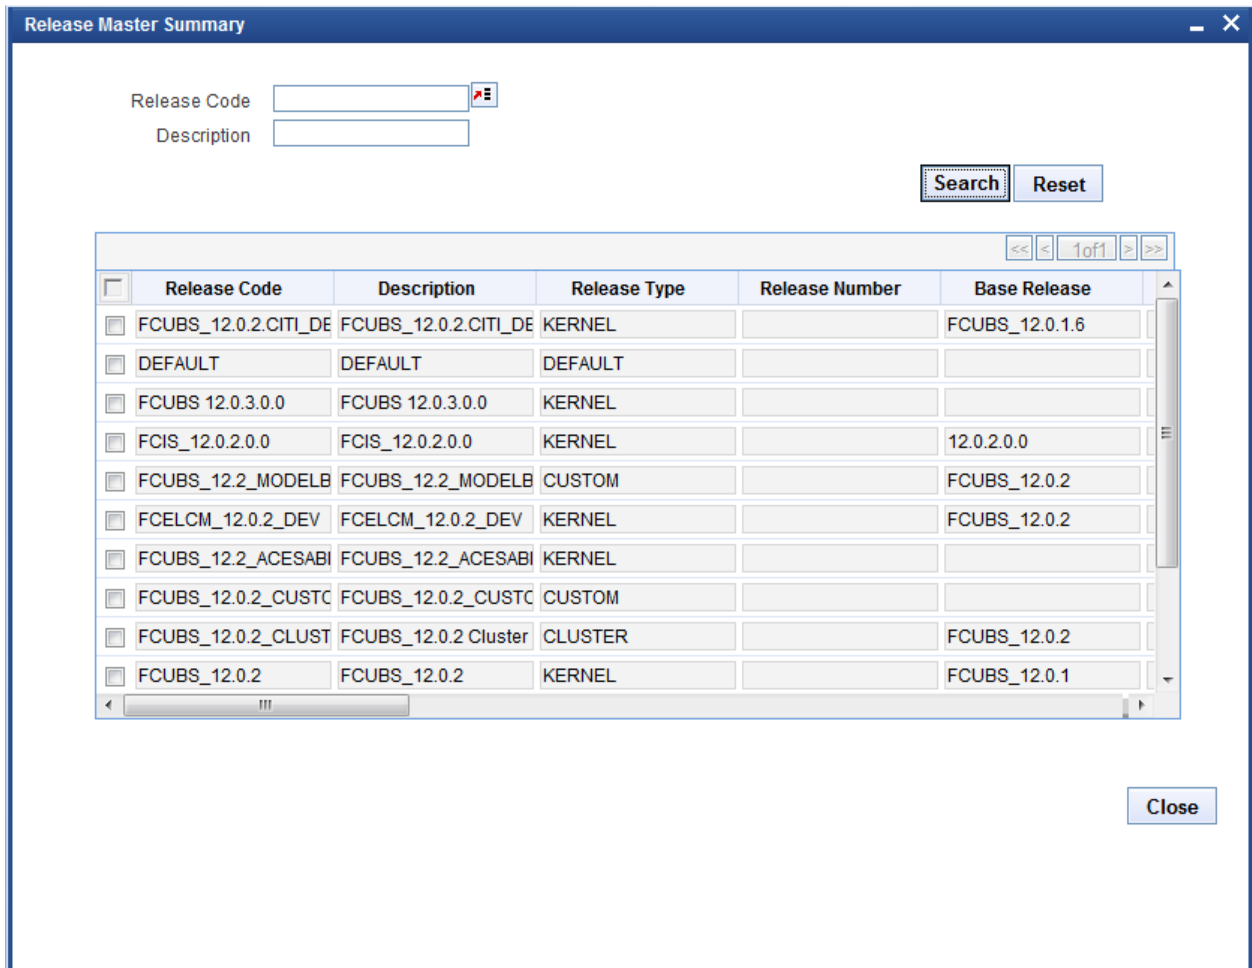 Release Master Summary
Release Code
Description
Search Reset
<< < 1of1 > >>
Release Code Description Release Type Release Number Base Release
FCUBS_12.0.2.CITI_DE FCUBS_12.0.2.CITI_DE KERNEL FCUBS_12.0.1.6
DEFAULT DEFAULT DEFAULT
FCUBS 12.0.3.0.0 FCUBS 12.0.3.0.0 KERNEL
FCIS_12.0.2.0.0 FCIS_12.0.2.0.0 KERNEL 12.0.2.0.0
FCUBS_12.2_MODELB FCUBS_12.2_MODELB CUSTOM FCUBS_12.0.2
FCELCM_12.0.2_DEV FCELCM_12.0.2_DEV KERNEL FCUBS_12.0.2
FCUBS_12.2_ACESABI FCUBS_12.2_ACESABI KERNEL
FCUBS_12.0.2_CUSTO FCUBS_12.0.2_CUSTO CUSTOM
FCUBS_12.0.2_CLUST FCUBS_12.0.2 Cluster CLUSTER FCUBS_12.0.2
FCUBS_12.0.2 FCUBS_12.0.2 KERNEL FCUBS_12.0.1
Close